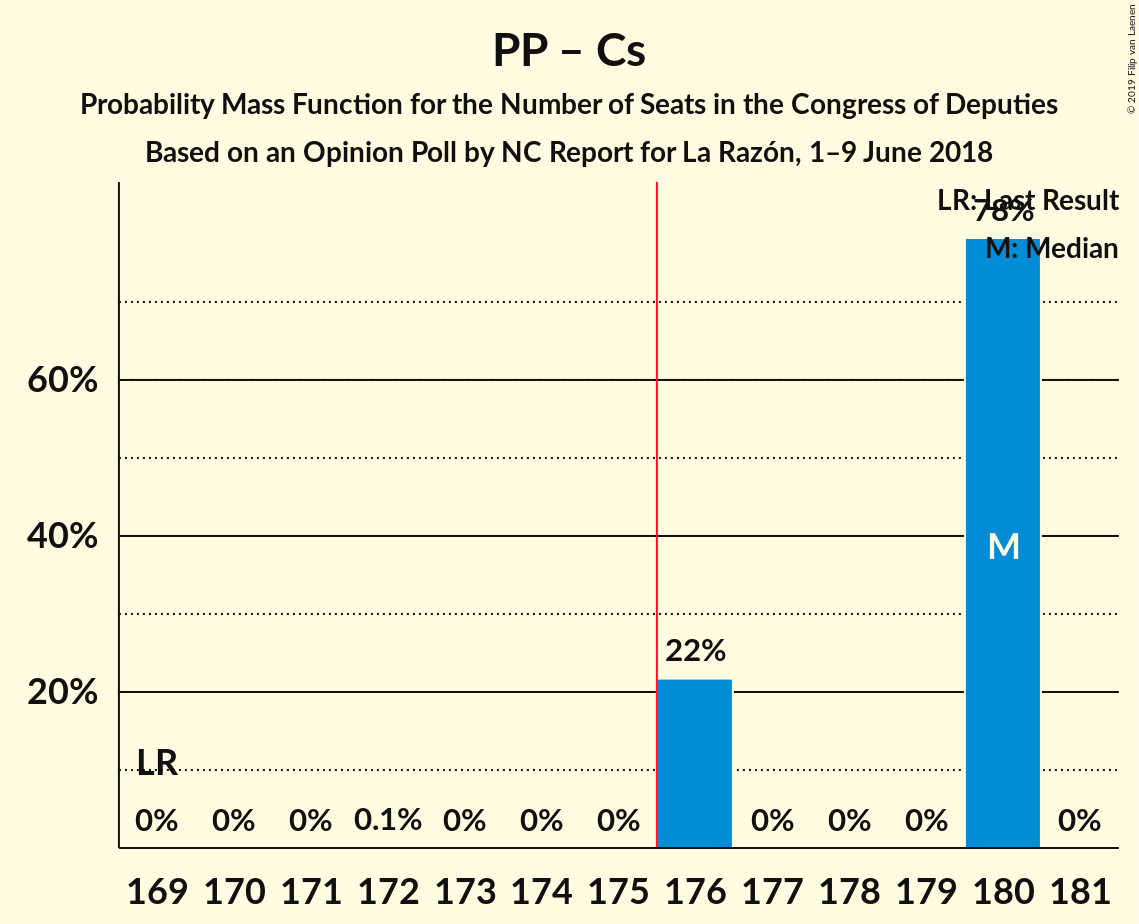 PP – Cs
Probability Mass Function for the Number of Seats in the Congress of Deputies
Based on an Opinion Poll by NC Report for La Razón, 1–9 June 2018
© 2019 Filip van Laenen
LR: Last Result
M: Median
78%
60%
40%
M
22%
20%
LR
0% 0% 0% 0.1% 0% 0% 0% 0% 0% 0% 0%
169 170 171 172 173 174 175 176 177 178 179 180 181